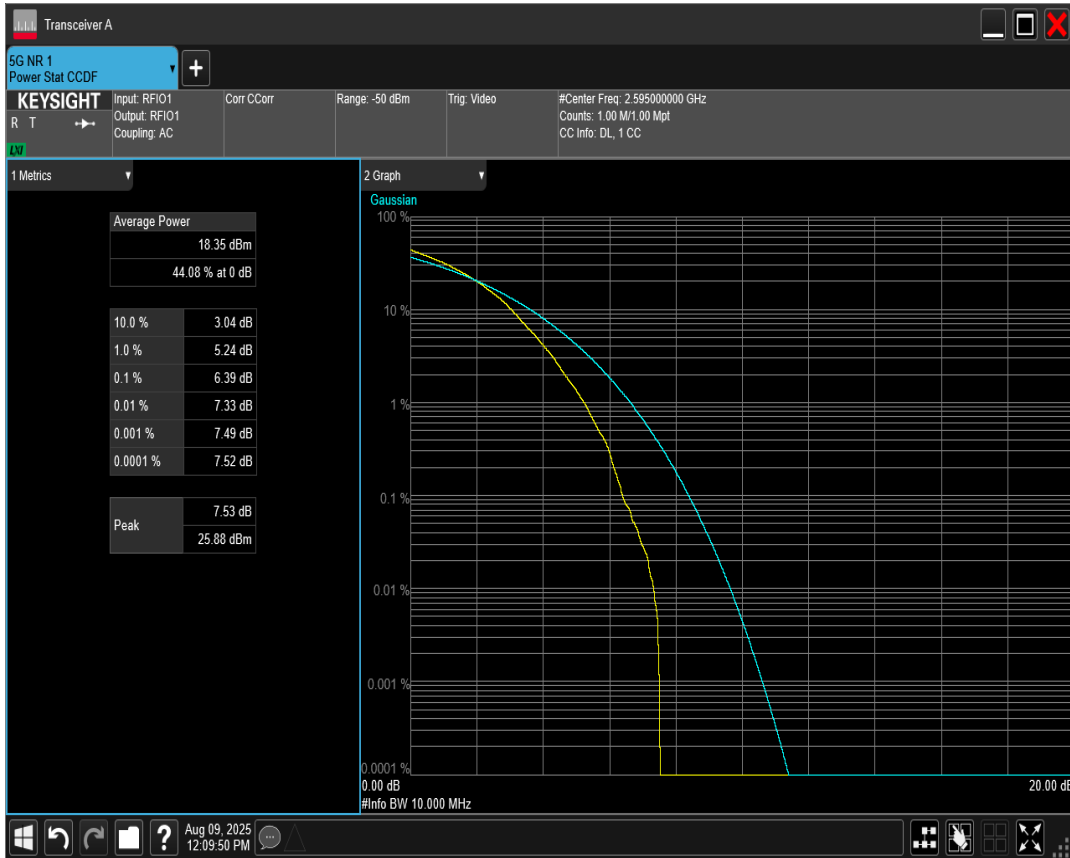 Transceiver A
5G NR 1
Power Stat CCDF
KEYSIGHT
R T
LXI
Input: RFIO1
Output: RFIO1
Coupling: AC
Corr CCorr
Range: -50 dBm
Trig: Video
#Center Freq: 2.595000000 GHz
Counts: 1.00 M/1.00 Mpt
CC Info: DL, 1 CC
1 Metrics
Average Power
18.35 dBm
44.08 % at 0 dB
10.0 % 3.04 dB
1.0 % 5.24 dB
0.1 % 6.39 dB
0.01 % 7.33 dB
0.001 % 7.49 dB
0.0001 % 7.52 dB
Peak 7.53 dB
25.88 dBm
2 Graph
Gaussian
100 %
10 %
1 %
0.1 %
0.01 %
0.001 %
0.0001 %
0.00 dB 20.00 dB
#Info BW 10.000 MHz
? Aug 09, 2025
12:09:50 PM